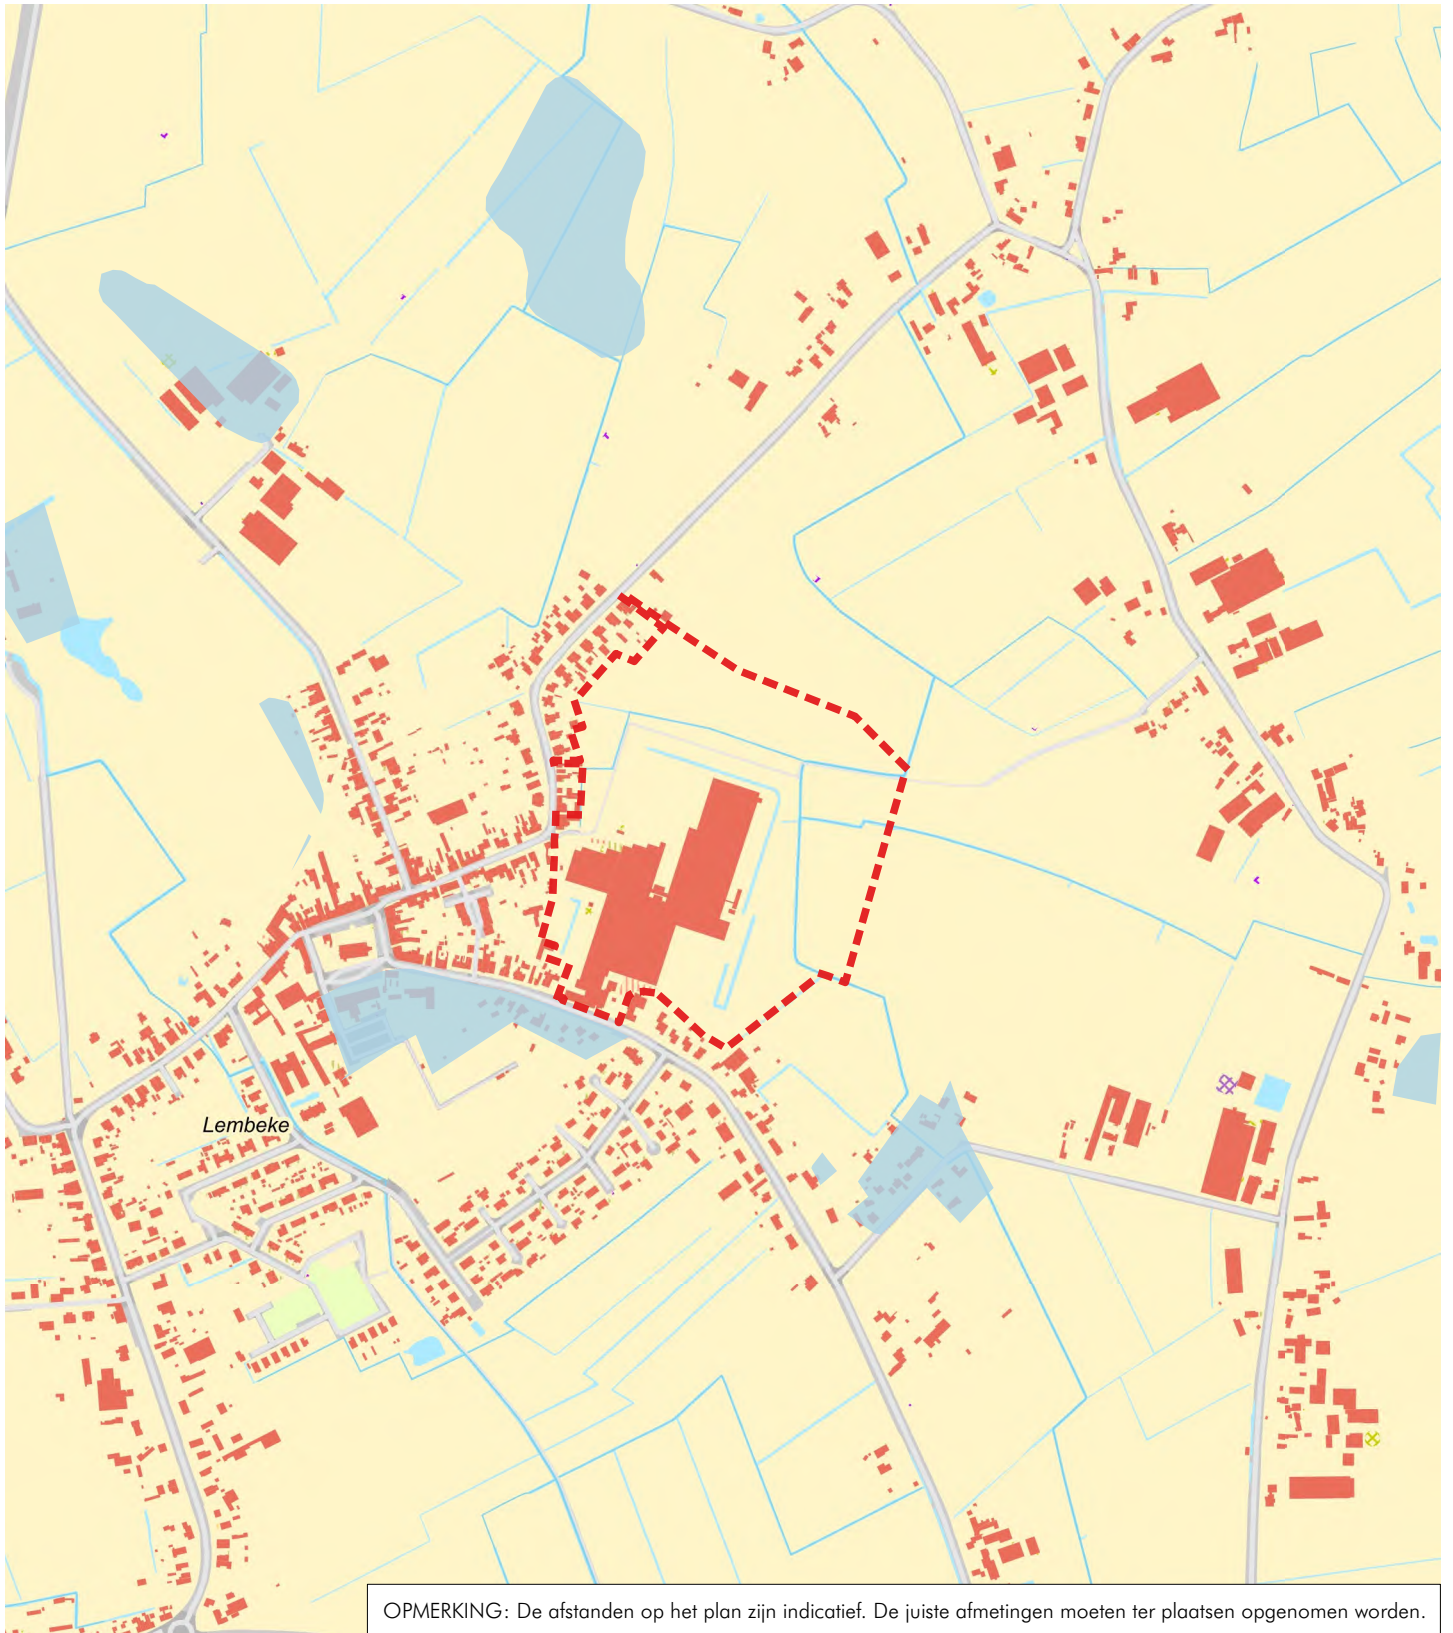 Lembeke
OPMERKING: De afstanden op het plan zijn indicatief. De juiste afmetingen moeten ter plaatsen opgenomen worden.